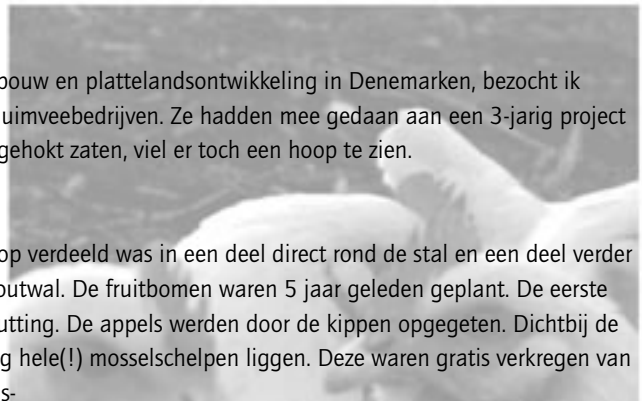 bouw en plattelandsontwikkeling in Denemarken, bezocht ik
uimveebedrijven. Ze hadden mee gedaan aan een 3-jarig project
gehokt zaten, viel er toch een hoop te zien.
op verdeeld was in een deel direct rond de stal en een deel verder
outwal. De fruitbomen waren 5 jaar geleden geplant. De eerste
utting. De appels werden door de kippen opgegeten. Dichtbij de
g hele(!) mosselschelpen liggen. Deze waren gratis verkregen van
s-